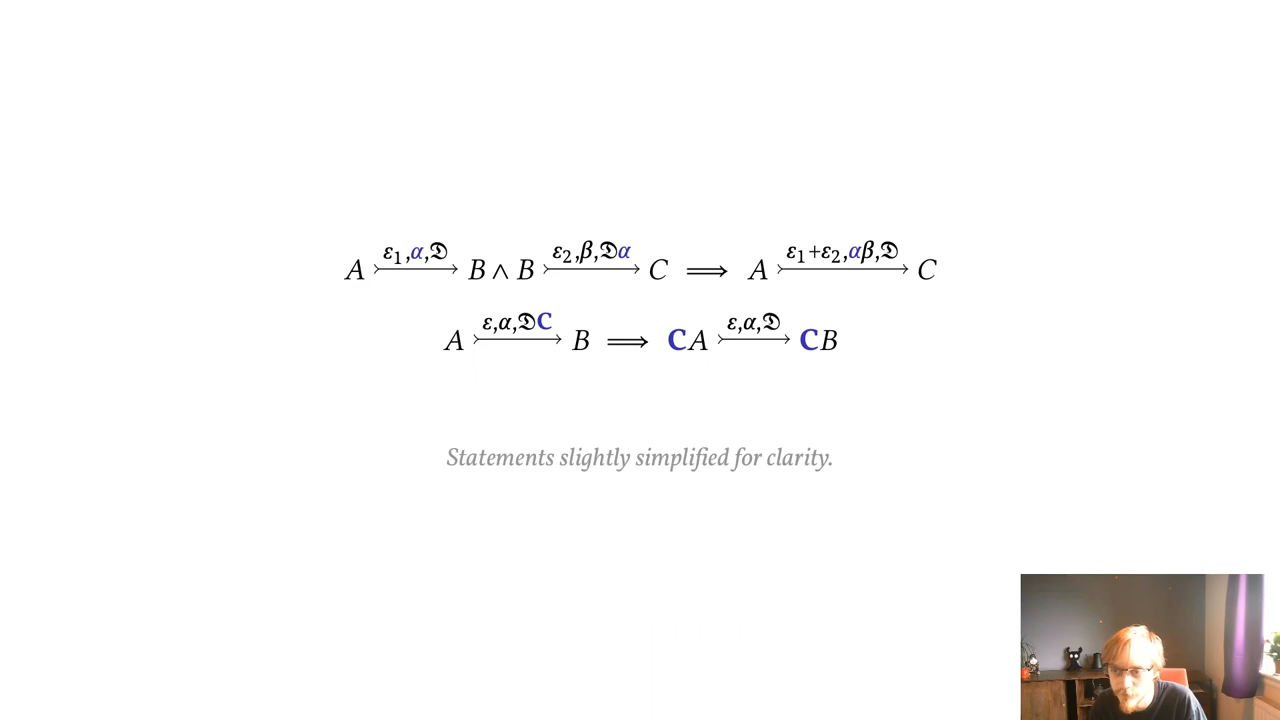 A ↣^{ε₁,α,𝔇} B ∧ B ↣^{ε₂,β,𝔇α} C ⟹ A ↣^{ε₁+ε₂,αβ,𝔇} C
A ↣^{ε,α,𝔇C} B ⟹ CA ↣^{ε,α,𝔇} CB
Statements slightly simplified for clarity.